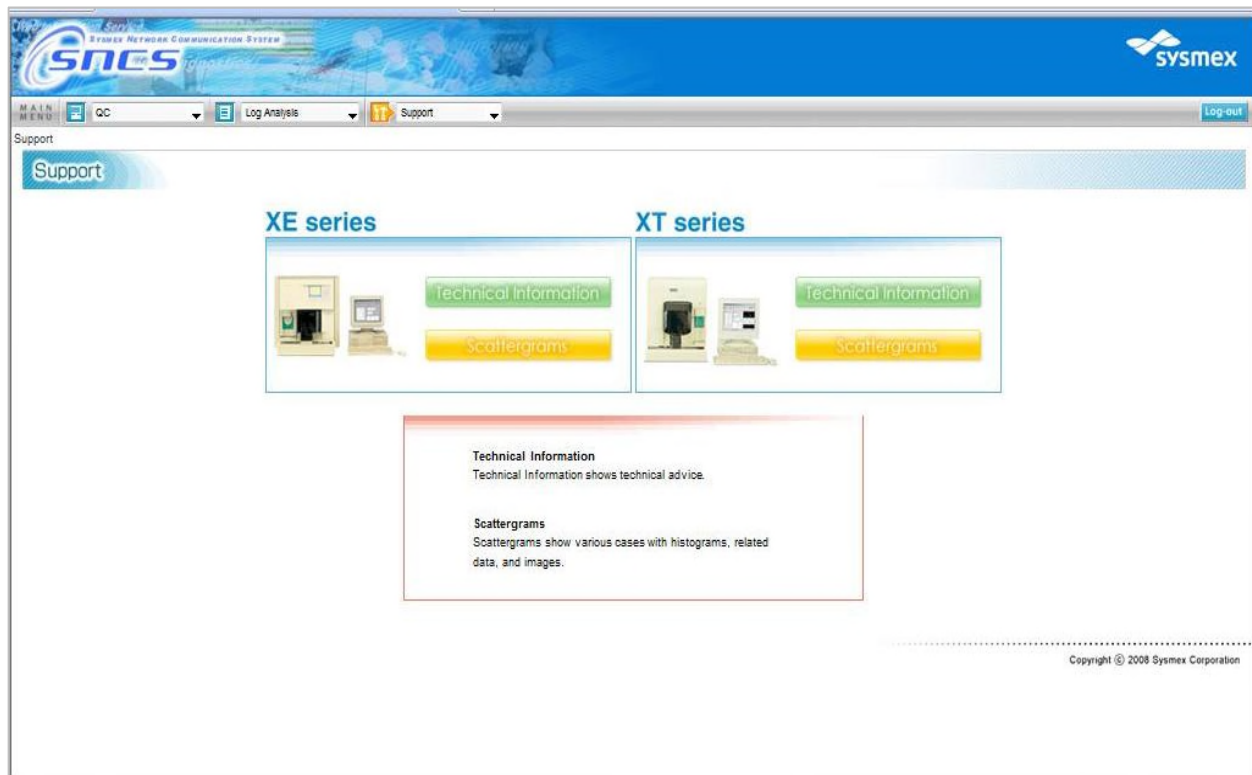 SYSMEX NETWORK COMMUNICATION SYSTEM
SNCS
sysmex
MAIN MENU QC Log Analysis Support Log-out
Support
Support
XE series XT series
Technical Information Technical Information
Scattergrams Scattergrams
Technical Information
Technical Information shows technical advice.
Scattergrams
Scattergrams show various cases with histograms, related
data, and images.
Copyright © 2008 Sysmex Corporation